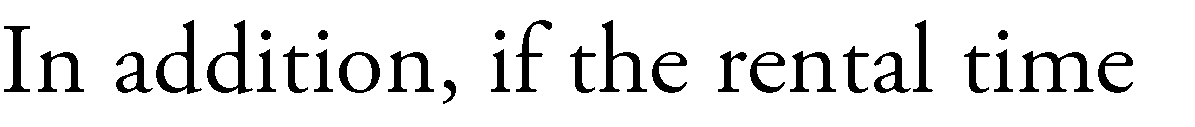 In addition, if the rental time